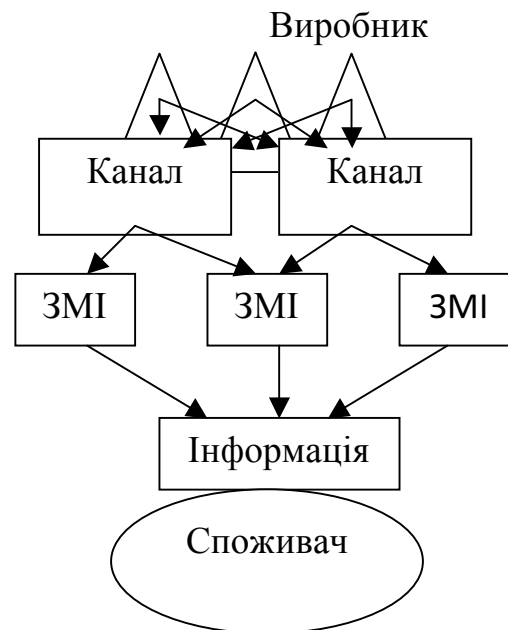 Виробник
Канал Канал
ЗМІ ЗМІ ЗМІ
Інформація
Споживач